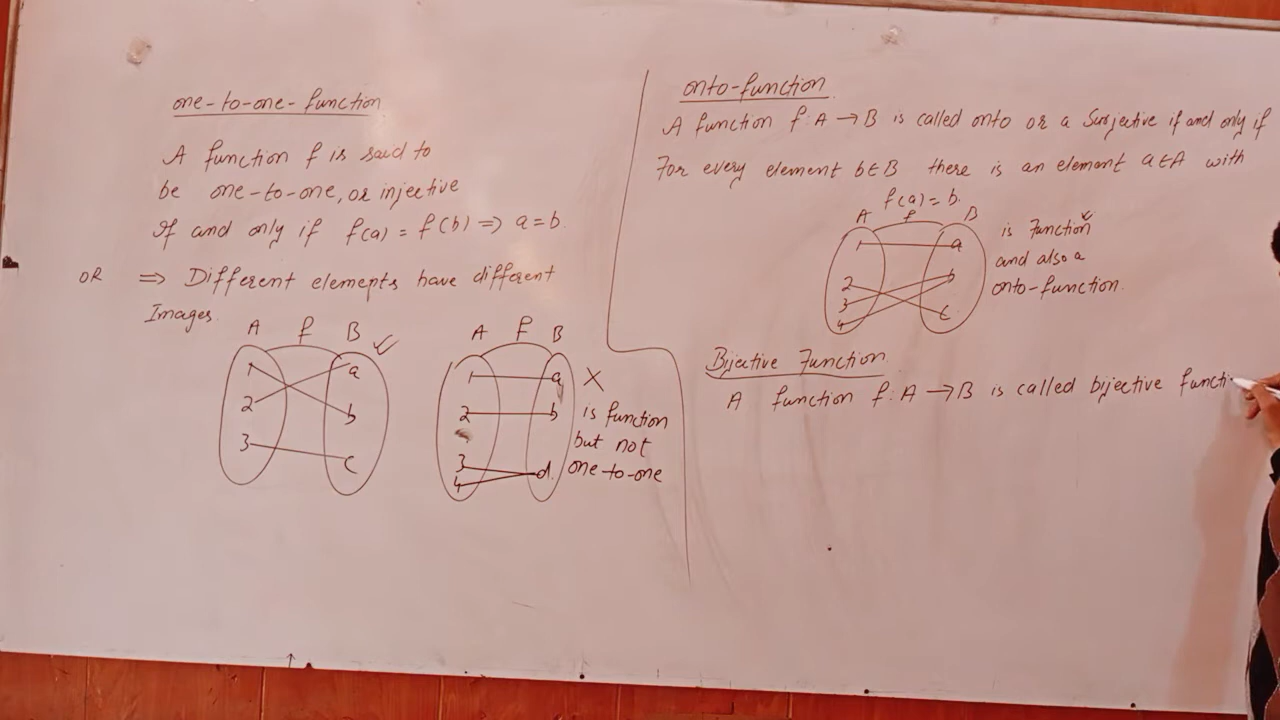 one-to-one-function
A function f is said to
be one-to-one, or injective
If and only if f(a) = f(b) => a=b.
OR => Different elements have different
Images.
A f B
1 a
2 b
3 c
A f B
1 a X
2 b is function
but not
3 d. one-to-one
4
onto-function
A function f: A → B is called onto or a Surjective if and only if
For every element b∈B there is an element a∈A with
f(a) = b.
A f B
1 a is Function
and also a
2 b onto-function.
3 c
4
Bijective Function
A function f: A → B is called bijective functi